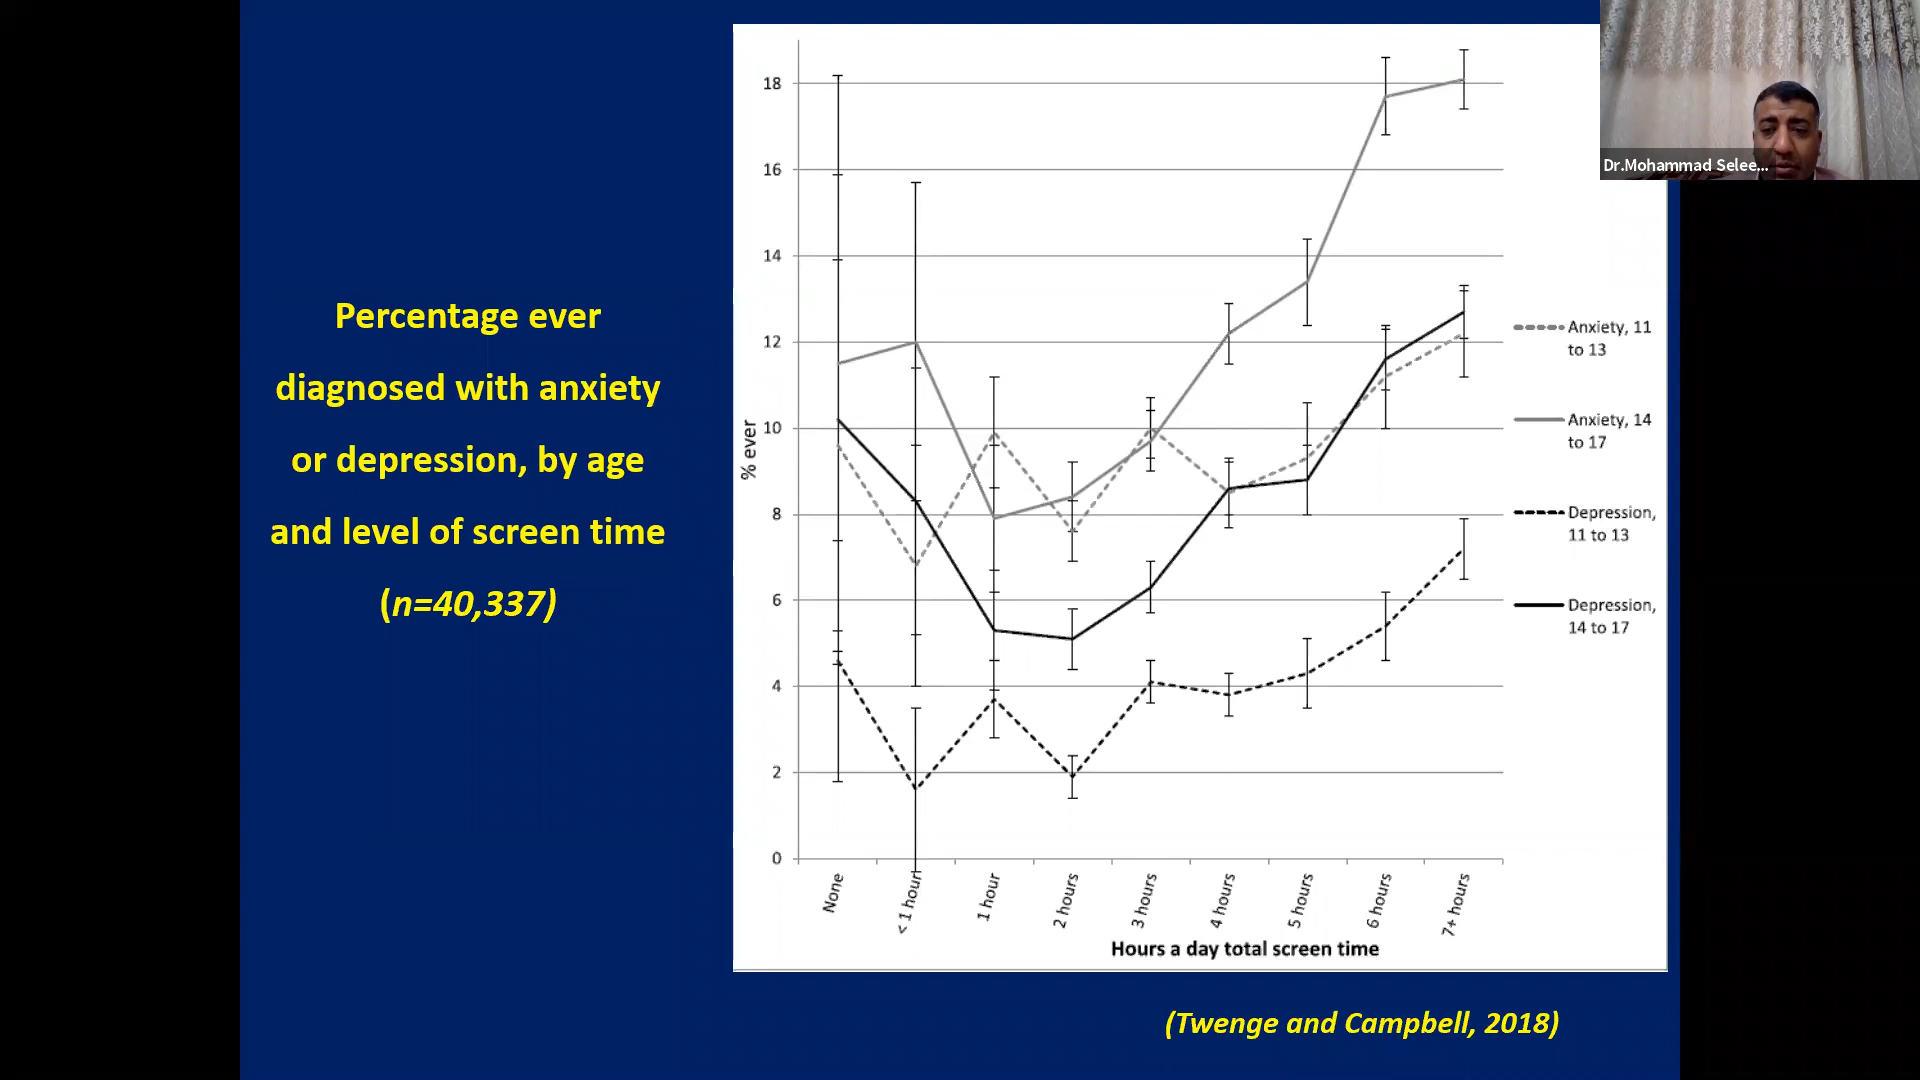 Percentage ever
diagnosed with anxiety
or depression, by age
and level of screen time
(n=40,337)
% ever
18
16
14
12
10
8
6
4
2
0
None
< 1 hour
1 hour
2 hours
3 hours
4 hours
5 hours
6 hours
7+ hours
Hours a day total screen time
Anxiety, 11
to 13
Anxiety, 14
to 17
Depression,
11 to 13
Depression,
14 to 17
(Twenge and Campbell, 2018)
Dr.Mohammad Selee...